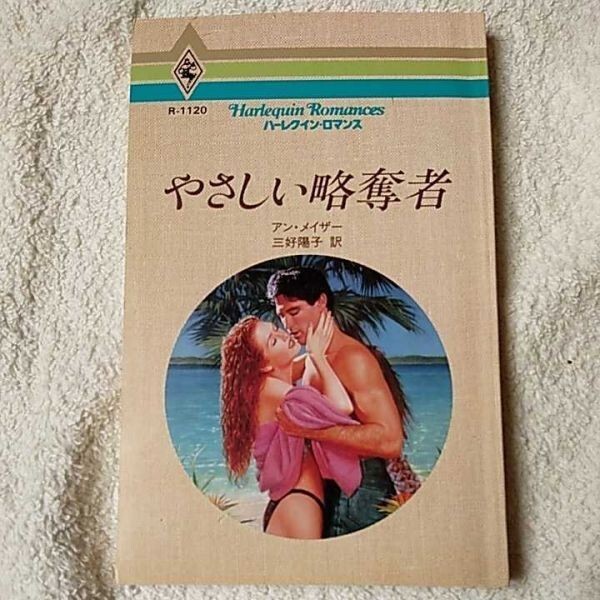 R-1120
Harlequin Romances
ハーレクイン・ロマンス
やさしい略奪者
アン・メイザー
三好陽子 訳